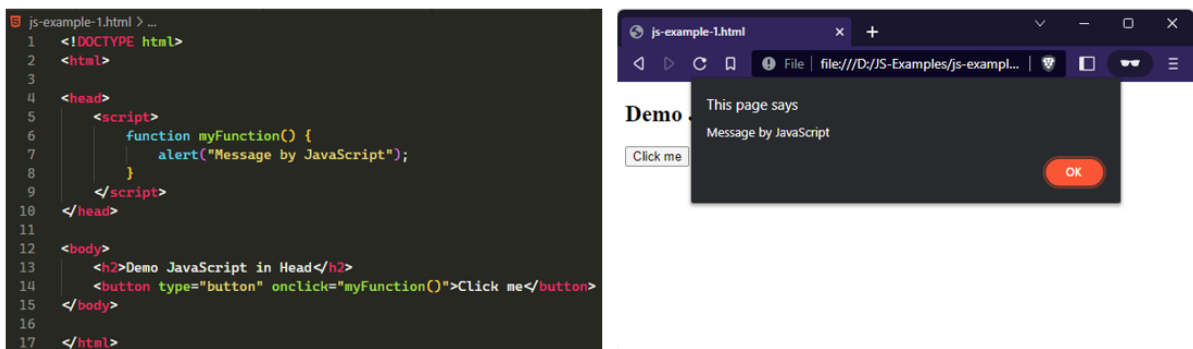 js-example-1.html > ...
1 <!DOCTYPE html>
2 <html>
3
4 <head>
5 <script>
6 function myFunction() {
7 alert("Message by JavaScript");
8 }
9 </script>
10 </head>
11
12 <body>
13 <h2>Demo JavaScript in Head</h2>
14 <button type="button" onclick="myFunction()">Click me</button>
15 </body>
16
17 </html>
js-example-1.html
File file:///D:/JS-Examples/js-exampl...
This page says
Message by JavaScript
OK
Demo
Click me